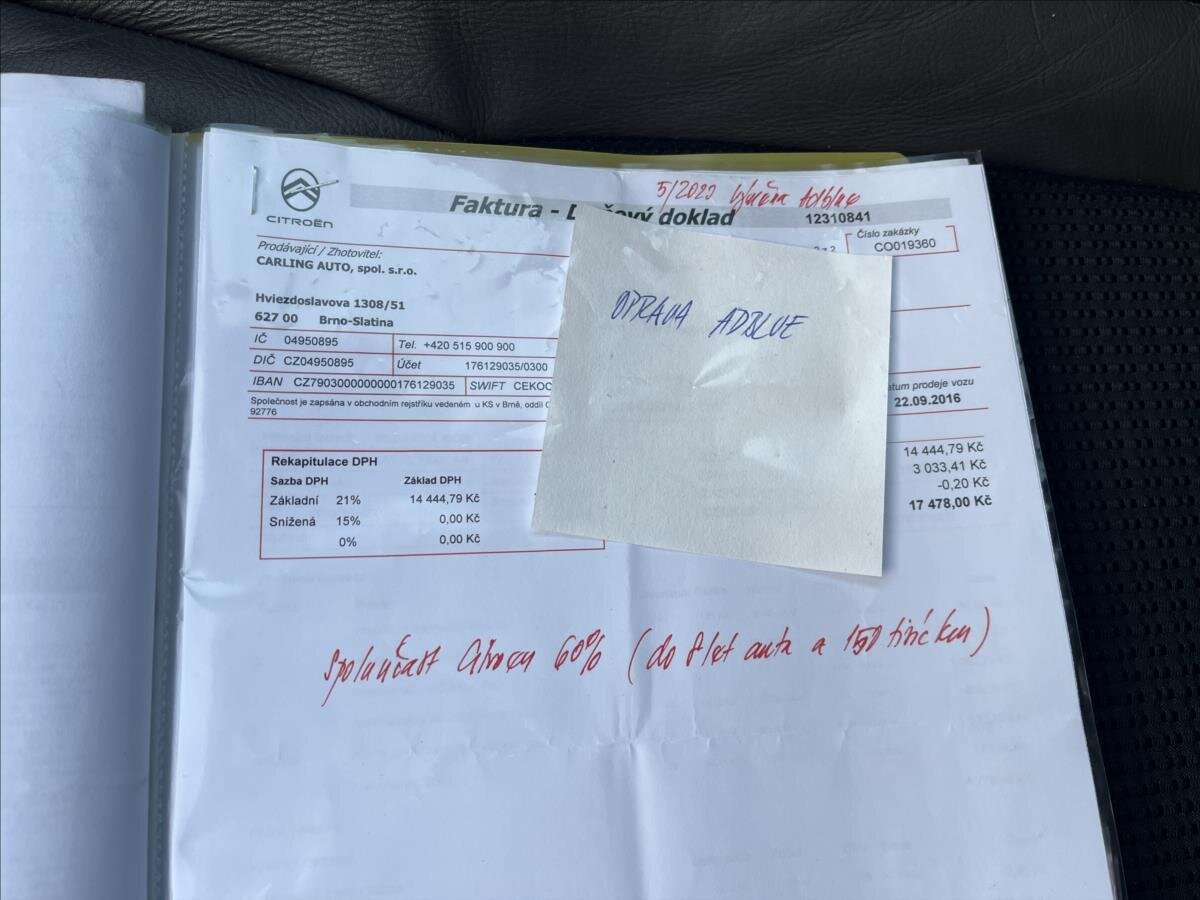 5/2023 výměna Adblue
CITROËN
Faktura - D ový doklad 12310841
Číslo zakázky
CO019360
Prodávající / Zhotovitel:
CARLING AUTO, spol. s.r.o.
Hviezdoslavova 1308/51
627 00 Brno-Slatina
IČ 04950895 Tel. +420 515 900 900
DIČ CZ04950895 Účet 176129035/0300
IBAN CZ7903000000000176129035 SWIFT CEKOC
Společnost je zapsána v obchodním rejstříku vedeném u KS v Brně, oddíl C
92776
OPRAVA ADBLUE
atum prodeje vozu
22.09.2016
14 444,79 Kč
3 033,41 Kč
-0,20 Kč
17 478,00 Kč
Rekapitulace DPH
Sazba DPH Základ DPH
Základní 21% 14 444,79 Kč
Snížená 15% 0,00 Kč
0% 0,00 Kč
Spoluúčast Citroen 60% (do 8 let auta a 150 tisíc km)